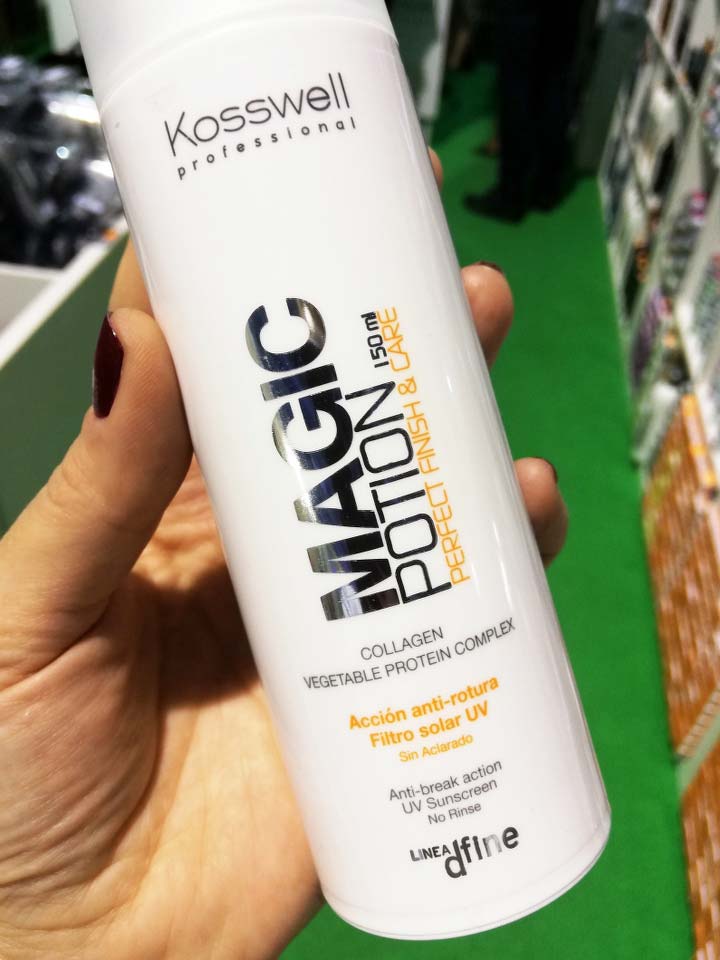 Kosswell
professional
MAGIC
POTION 150 ml
PERFECT FINISH & CARE
COLLAGEN
VEGETABLE PROTEIN COMPLEX
Acción anti-rotura
Filtro solar UV
Sin Aclarado
Anti-break action
UV Sunscreen
No Rinse
LINEA dfine